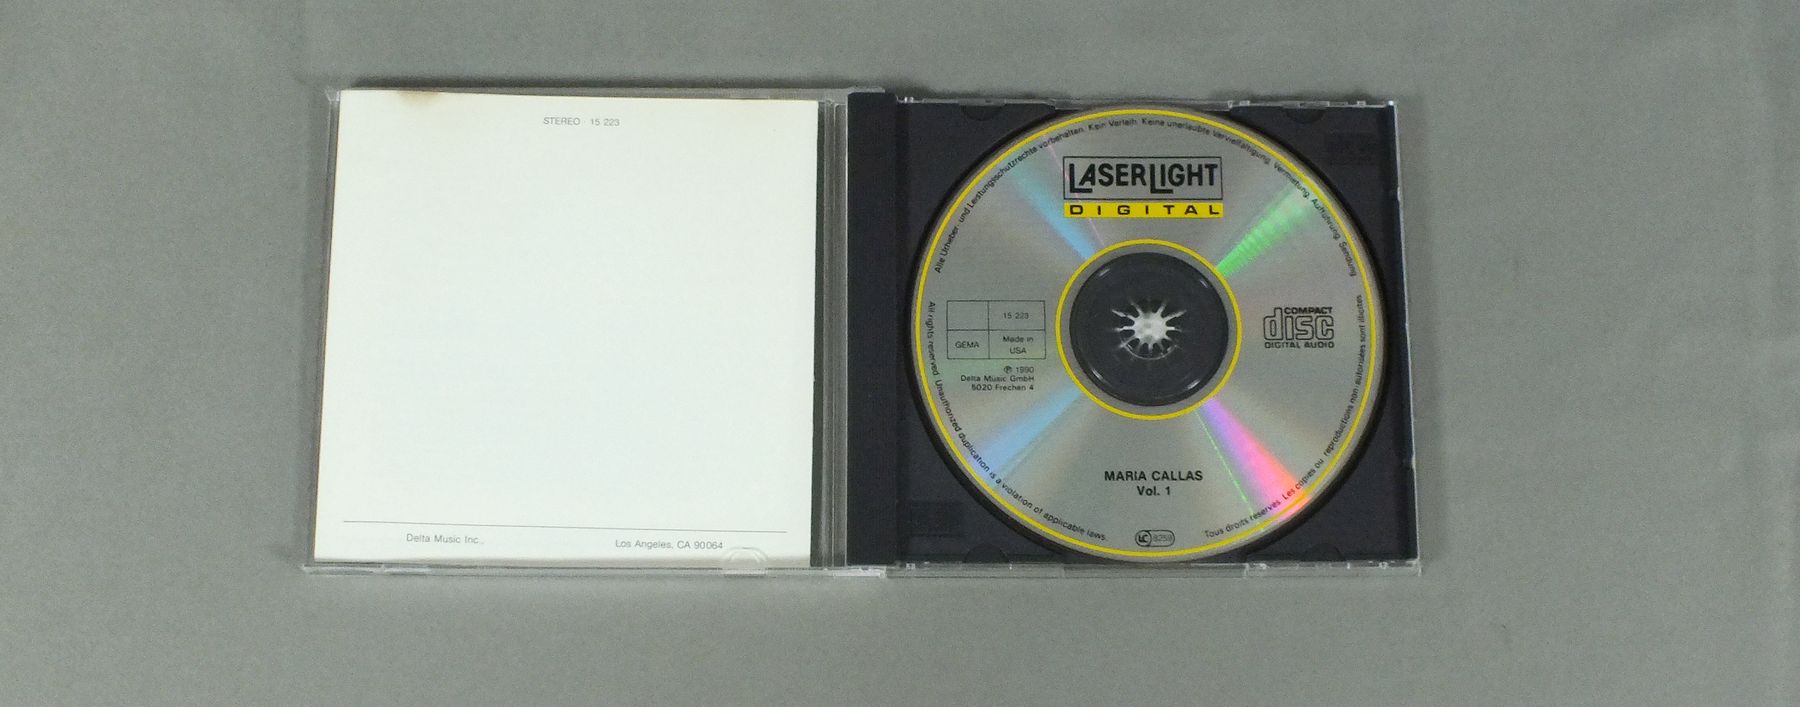 STEREO · 15 223
Delta Music Inc., Los Angeles, CA 90064
Alle Urheber- und Leistungsschutzrechte vorbehalten. Kein Verleih. Keine unerlaubte Vervielfältigung, Vermietung, Aufführung, Sendung.
LASERLIGHT
DIGITAL
15 223
GEMA
Made in
USA
℗ 1990
Delta Music GmbH
5020 Frechen 4
COMPACT
disc
DIGITAL AUDIO
MARIA CALLAS
Vol. 1
LC 8259
All rights reserved. Unauthorized duplication is a violation of applicable laws.
Tous droits reserves. Les copies ou reproductions non-autorisées sont illicites.